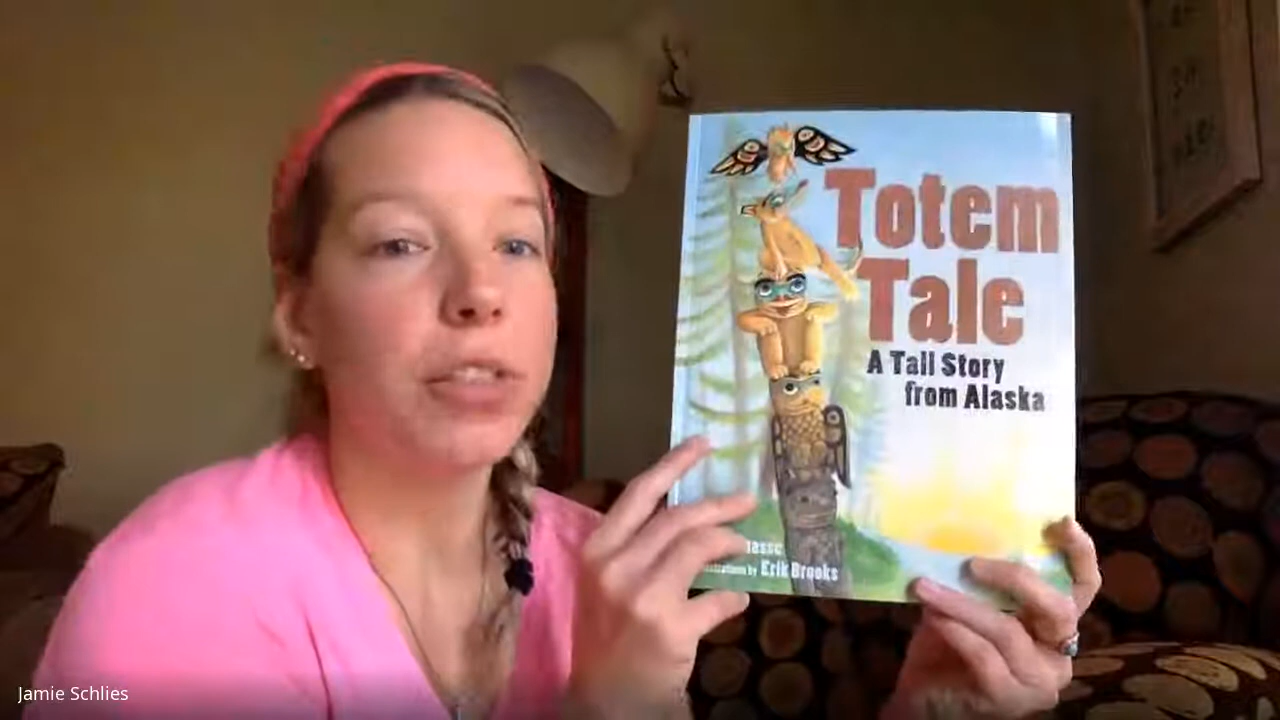 Totem
Tale
A Tall Story
from Alaska
Erik Brooks
Jamie Schlies